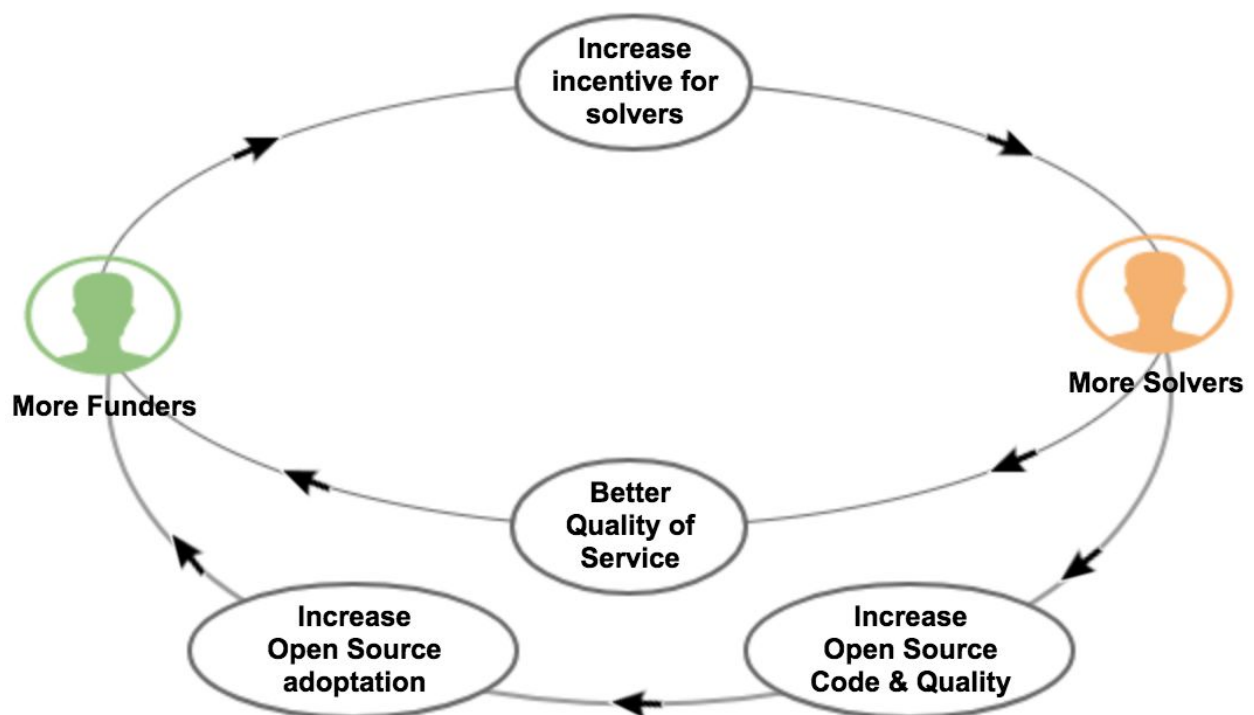 Increase
incentive for
solvers
More Funders
More Solvers
Better
Quality of
Service
Increase
Open Source
adoptation
Increase
Open Source
Code & Quality